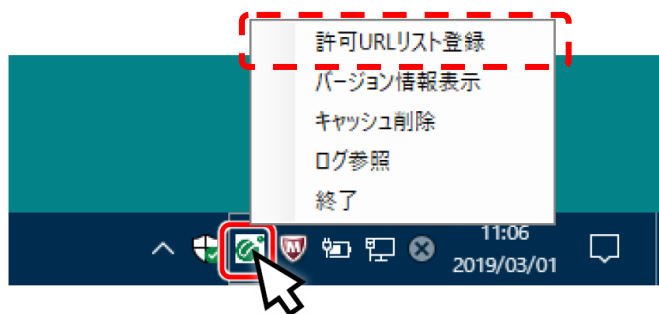 許可URLリスト登録
バージョン情報表示
キャッシュ削除
ログ参照
終了
11:06
2019/03/01